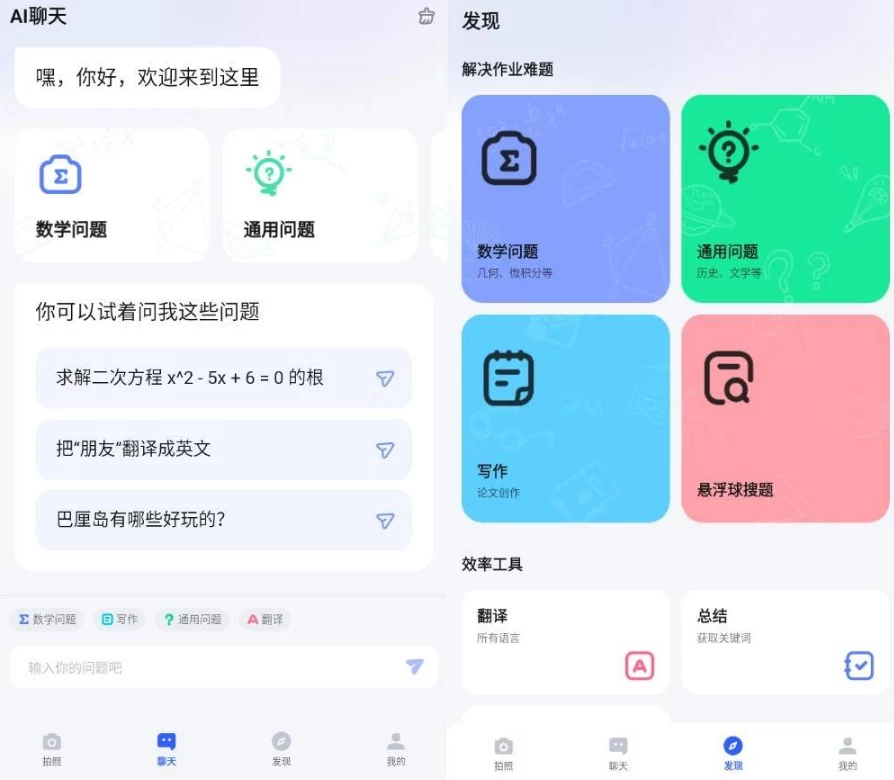 AI聊天
嘿，你好，欢迎来到这里
数学问题
通用问题
你可以试着问我这些问题
求解二次方程 x^2 - 5x + 6 = 0 的根
把“朋友”翻译成英文
巴厘岛有哪些好玩的?
数学问题
写作
通用问题
翻译
输入你的问题吧
拍照
聊天
发现
我的
发现
解决作业难题
数学问题
几何、微积分等
通用问题
历史、文学等
写作
论文创作
悬浮球搜题
效率工具
翻译
所有语言
总结
获取关键词
拍照
聊天
发现
我的